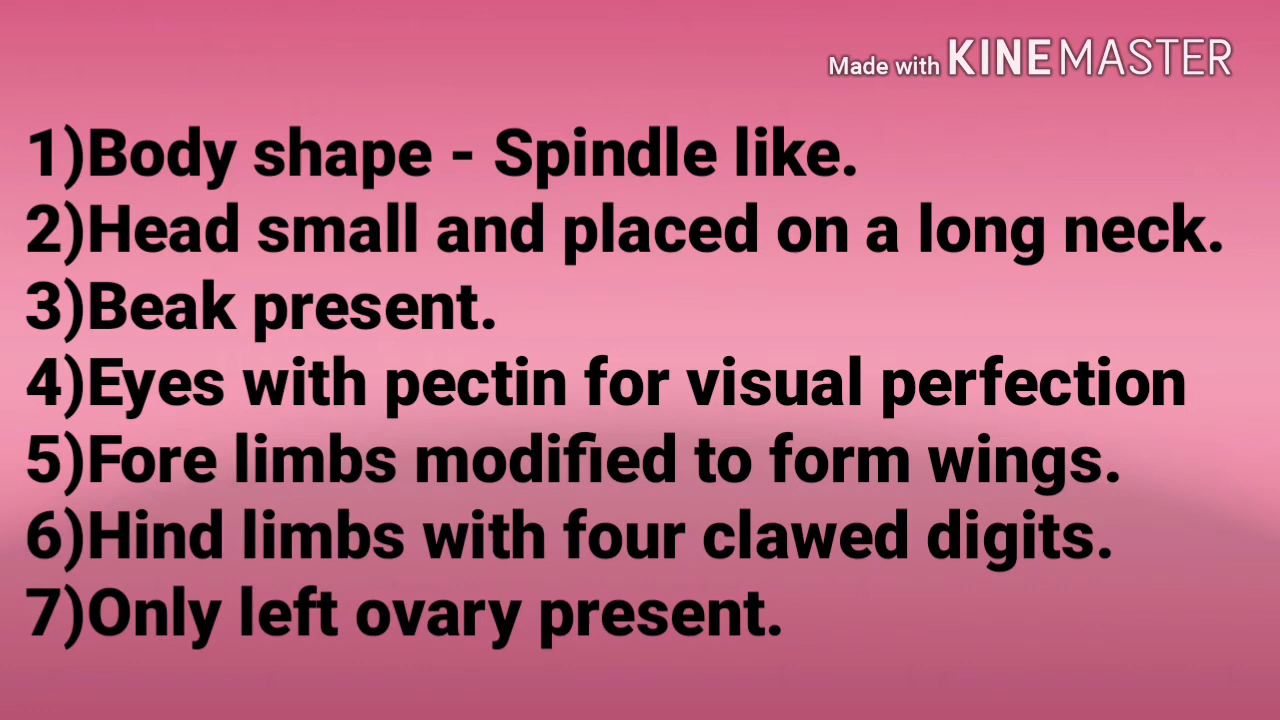 Made with KINEMASTER
1)Body shape - Spindle like.
2)Head small and placed on a long neck.
3)Beak present.
4)Eyes with pectin for visual perfection
5)Fore limbs modified to form wings.
6)Hind limbs with four clawed digits.
7)Only left ovary present.